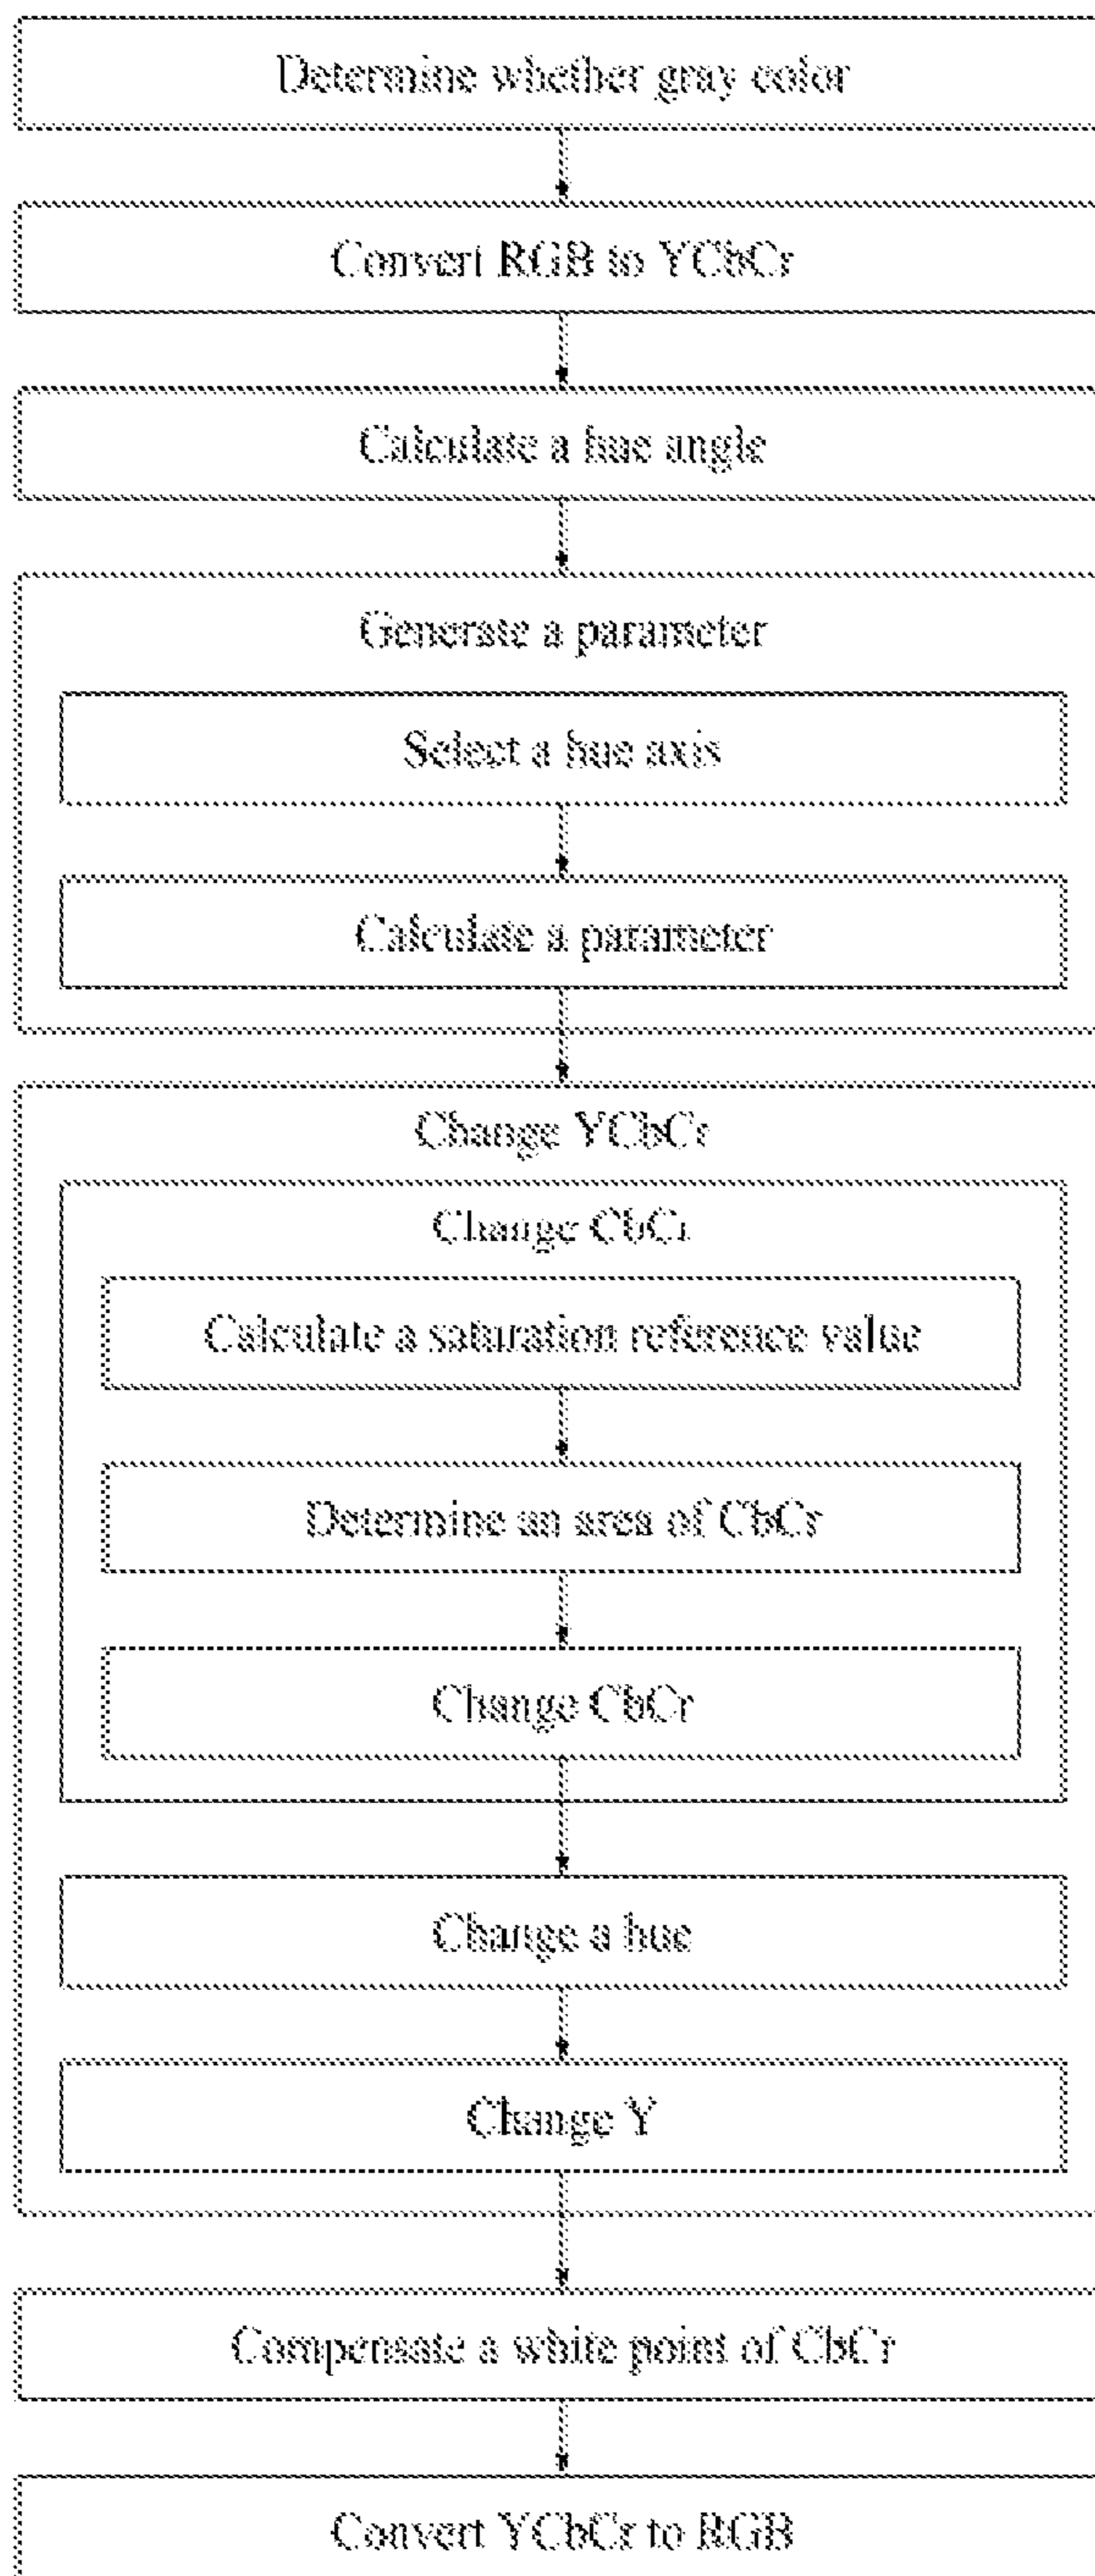 Determine whether gray color
Convert RGB to YCbCr
Calculate a hue angle
Generate a parameter
Select a hue axis
Calculate a parameter
Change YCbCr
Change CbCr
Calculate a saturation reference value
Determine an area of CbCr
Change CbCr
Change a hue
Change Y
Compensate a white point of CbCr
Convert YCbCr to RGB